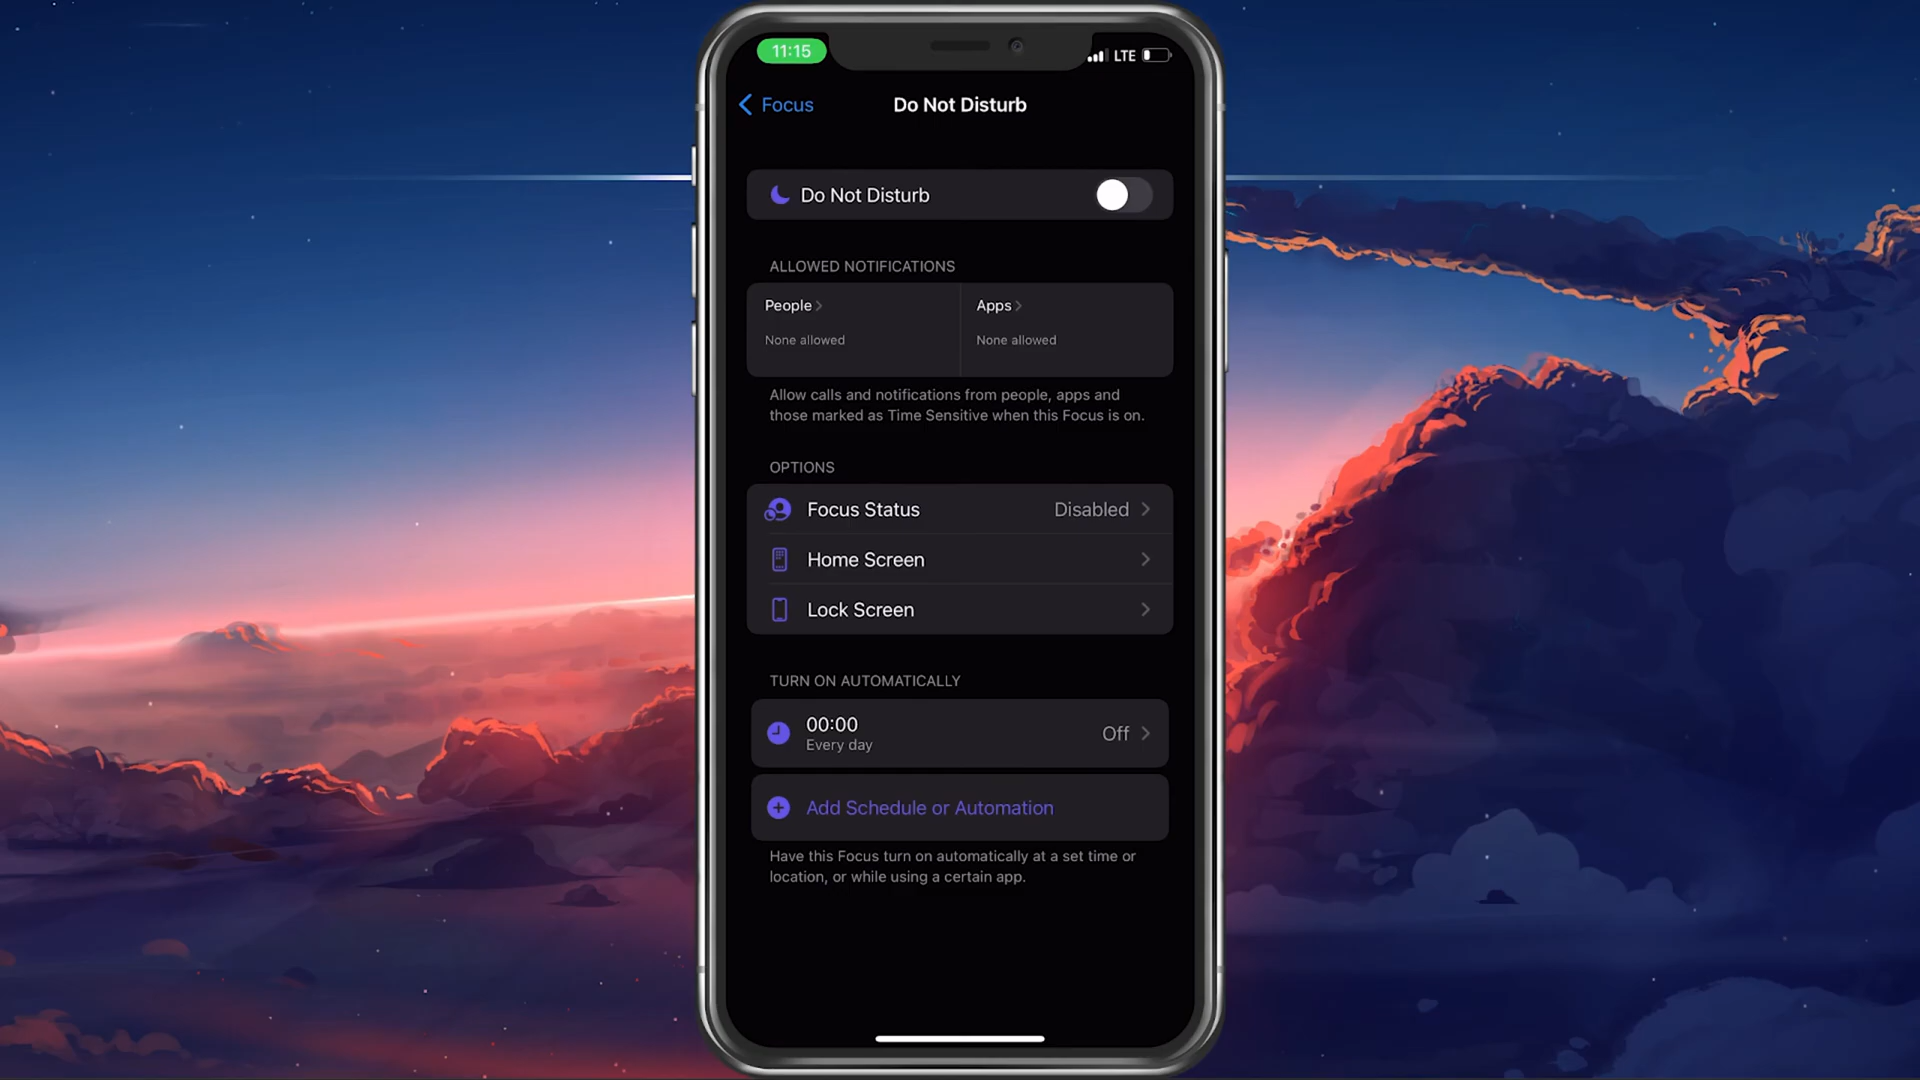 11:15
LTE
Focus
Do Not Disturb
Do Not Disturb
ALLOWED NOTIFICATIONS
People
Apps
None allowed
None allowed
Allow calls and notifications from people, apps and
those marked as Time Sensitive when this Focus is on.
OPTIONS
Focus Status
Disabled
Home Screen
Lock Screen
TURN ON AUTOMATICALLY
00:00
Every day
Off
Add Schedule or Automation
Have this Focus turn on automatically at a set time or
location, or while using a certain app.